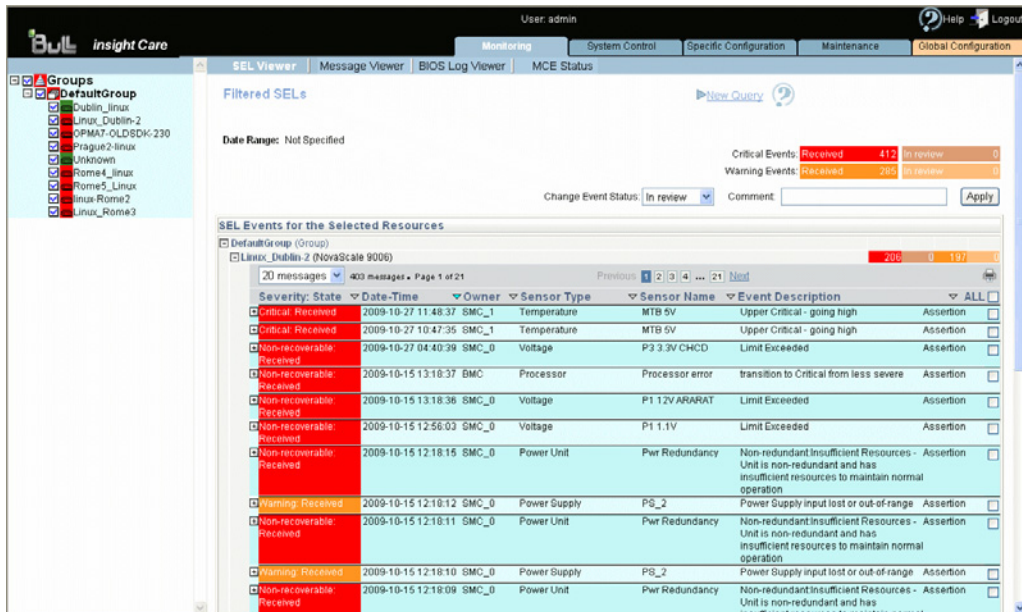 User: admin
Help Logout
Bull insight Care
Monitoring System Control Specific Configuration Maintenance Global Configuration
SEL Viewer Message Viewer BIOS Log Viewer MCE Status
Groups
DefaultGroup
Dublin_linux
Linux_Dublin-2
OPMA7-OLDSDK-230
Prague2-linux
Unknown
Rome4_linux
Rome5_Linux
linux-Rome2
Linux_Rome3
Filtered SELs
New Query
Date Range: Not Specified
Critical Events: Received 412 In review 0
Warning Events: Received 285 In review 0
Change Event Status: In review Comment: Apply
SEL Events for the Selected Resources
DefaultGroup (Group)
Linux_Dublin-2 (NovaScale 9006) 206 0 197 0
20 messages 403 messages • Page 1 of 21 Previous 1 2 3 4 ... 21 Next
Severity: State Date-Time Owner Sensor Type Sensor Name Event Description ALL
Critical: Received 2009-10-27 11:48:37 SMC_1 Temperature MTB 5V Upper Critical - going high Assertion
Critical: Received 2009-10-27 10:47:35 SMC_1 Temperature MTB 5V Upper Critical - going high Assertion
Non-recoverable: 2009-10-27 04:40:39 SMC_0 Voltage P3 3.3V CHCD Limit Exceeded Assertion
Received
Non-recoverable: 2009-10-15 13:18:37 BMC Processor Processor error transition to Critical from less severe Assertion
Received
Non-recoverable: 2009-10-15 13:18:36 SMC_0 Voltage P1 12V ARARAT Limit Exceeded Assertion
Received
Non-recoverable: 2009-10-15 12:56:03 SMC_0 Voltage P1 1.1V Limit Exceeded Assertion
Received
Non-recoverable: 2009-10-15 12:18:15 SMC_0 Power Unit Pwr Redundancy Non-redundant:Insufficient Resources - Assertion
Received Unit is non-redundant and has
insufficient resources to maintain normal
operation
Warning: Received 2009-10-15 12:18:12 SMC_0 Power Supply PS_2 Power Supply input lost or out-of-range Assertion
Non-recoverable: 2009-10-15 12:18:11 SMC_0 Power Unit Pwr Redundancy Non-redundant:Insufficient Resources - Assertion
Received Unit is non-redundant and has
insufficient resources to maintain normal
operation
Warning: Received 2009-10-15 12:18:10 SMC_0 Power Supply PS_2 Power Supply input lost or out-of-range Assertion
Non-recoverable: 2009-10-15 12:18:09 SMC_0 Power Unit Pwr Redundancy Non-redundant:Insufficient Resources - Assertion
Received Unit is non-redundant and has